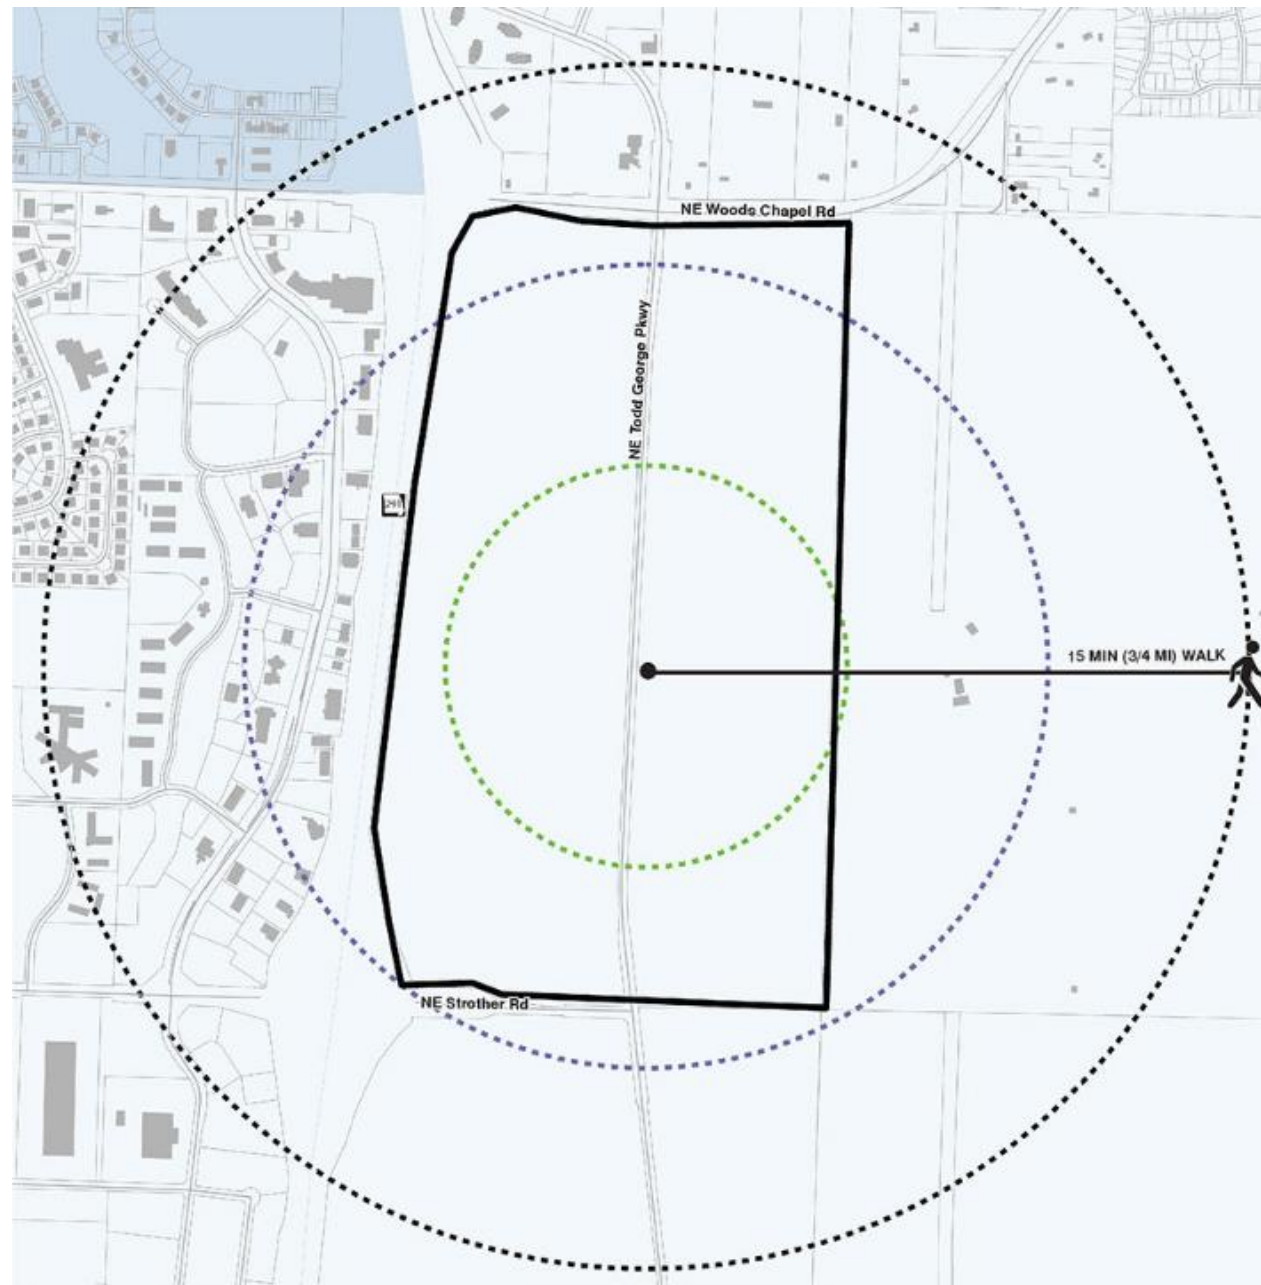 NE Woods Chapel Rd
NE Todd George Pkwy
15 MIN (3/4 MI) WALK
NE Strother Rd